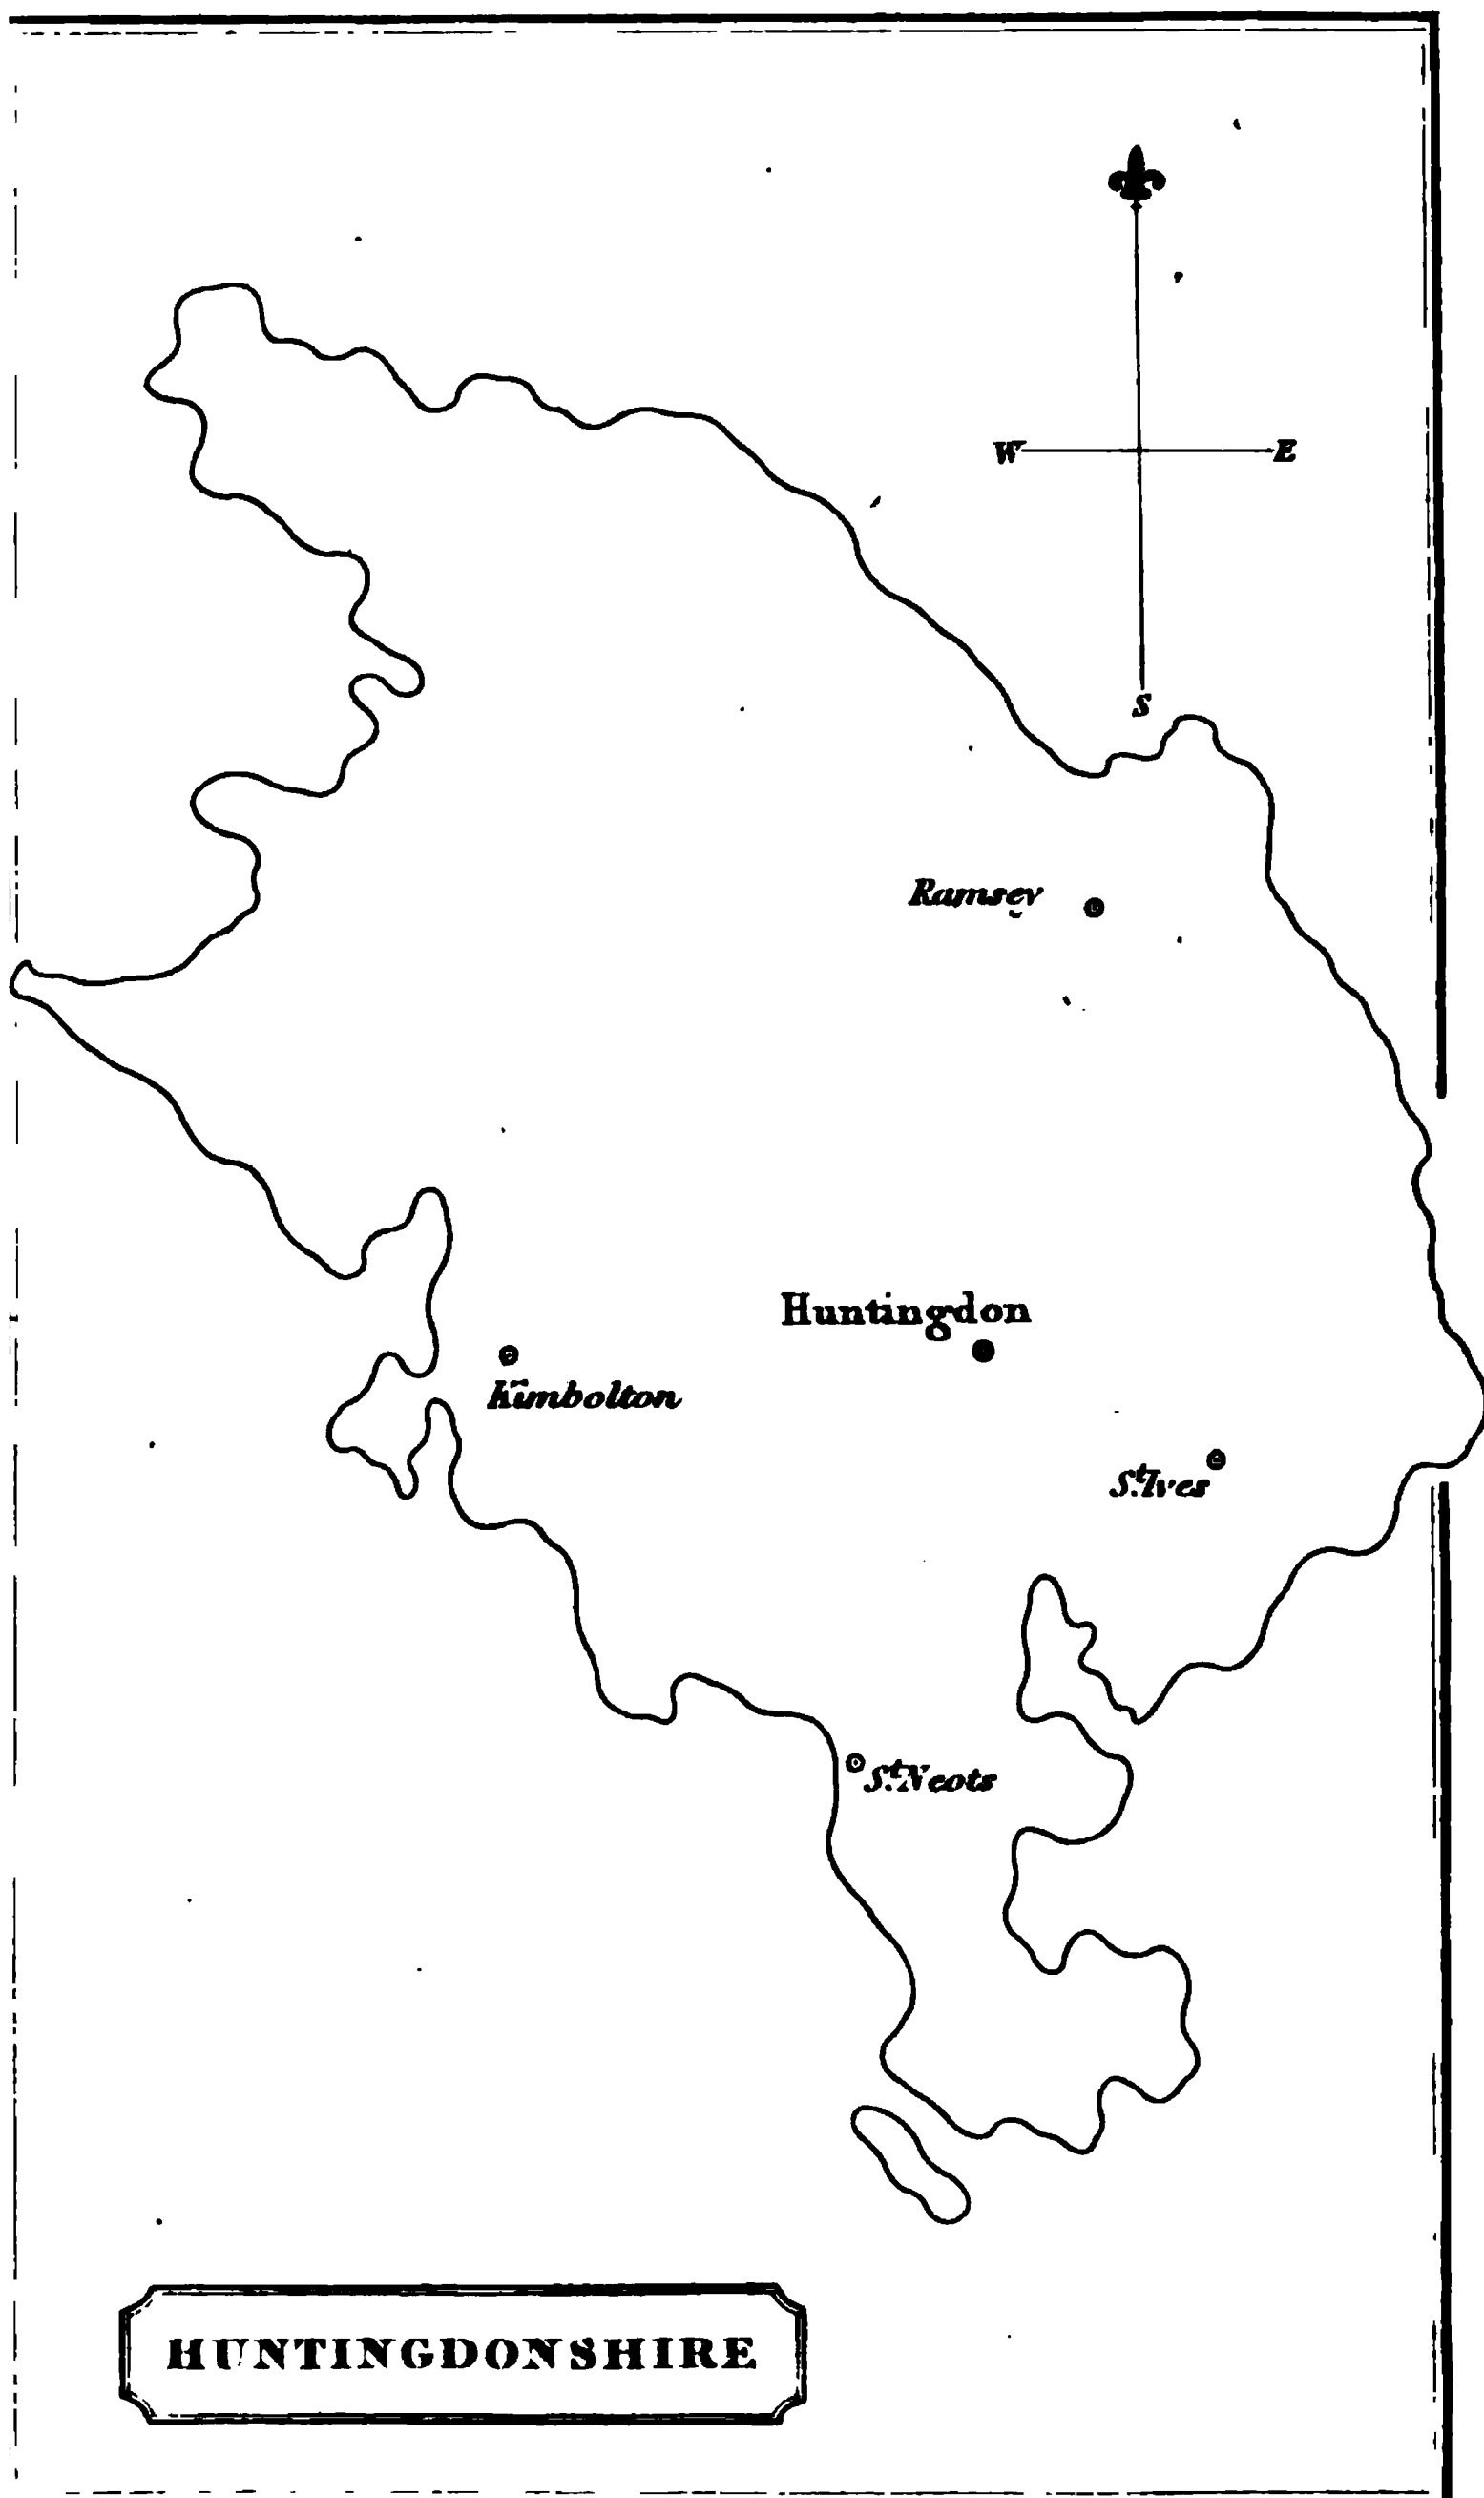 W E
S
Ramsey
Huntingdon
Kimbolton
St. Ives
St. Neots
HUNTINGDONSHIRE